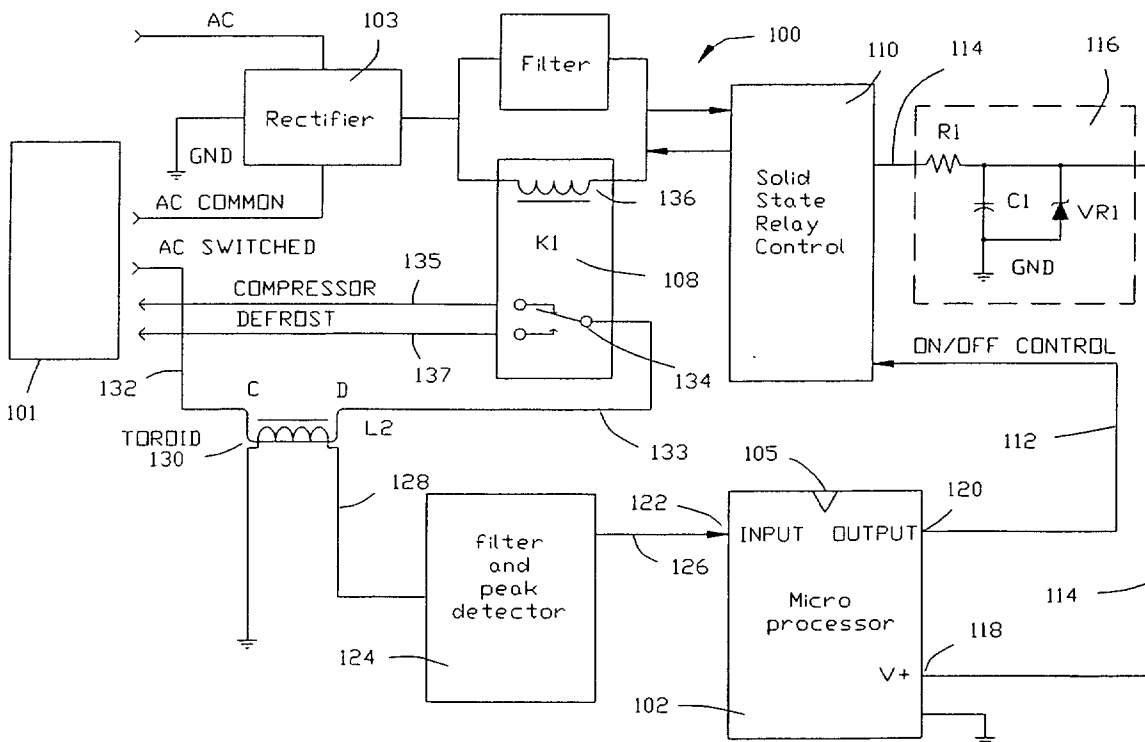 AC
103
Filter
100
110
114
116
Rectifier
R1
GND
136
Solid
State
Relay
Control
C1
VR1
AC COMMON
K1
AC SWITCHED
108
GND
COMPRESSOR
135
DEFROST
ON/OFF CONTROL
137
134
101
132
C
D
L2
TOROID
130
133
112
105
128
122
120
INPUT
OUTPUT
filter
and
peak
detector
126
Micro
processor
114
118
124
V+
102